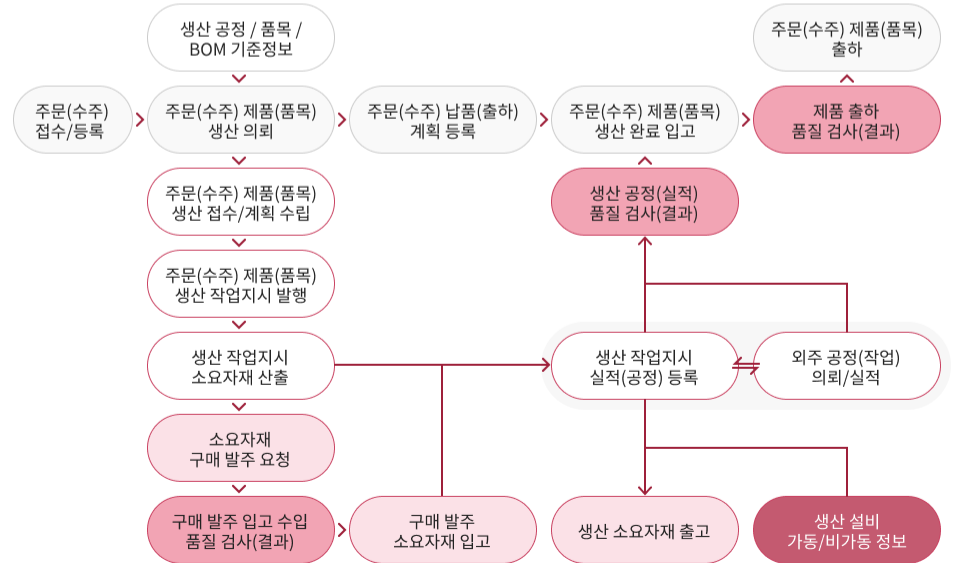 생산 공정 / 품목 /
BOM 기준정보
주문(수주) 제품(품목)
출하
주문(수주)
접수/등록
주문(수주) 제품(품목)
생산 의뢰
주문(수주) 납품(출하)
계획 등록
주문(수주) 제품(품목)
생산 완료 입고
제품 출하
품질 검사(결과)
주문(수주) 제품(품목)
생산 접수/계획 수립
생산 공정(실적)
품질 검사(결과)
주문(수주) 제품(품목)
생산 작업지시 발행
생산 작업지시
소요자재 산출
생산 작업지시
실적(공정) 등록
외주 공정(작업)
의뢰/실적
소요자재
구매 발주 요청
구매 발주 입고 수입
품질 검사(결과)
구매 발주
소요자재 입고
생산 소요자재 출고
생산 설비
가동/비가동 정보